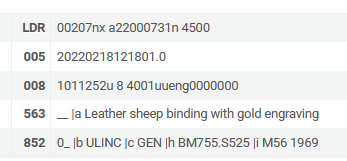 LDR 00207nx a22000731n 4500
005 20220218121801.0
008 1011252u 8 4001uueng0000000
563 __ |a Leather sheep binding with gold engraving
852 0_ |b ULINC |c GEN |h BM755.S525 |i M56 1969